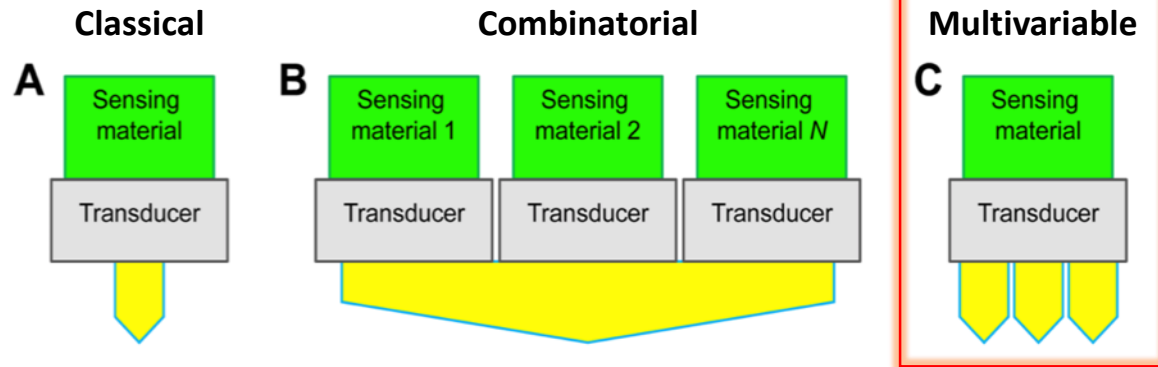 Classical
Combinatorial
Multivariable
A
Sensing
material
Transducer
B
Sensing
material 1
Transducer
Sensing
material 2
Transducer
Sensing
material N
Transducer
C
Sensing
material
Transducer